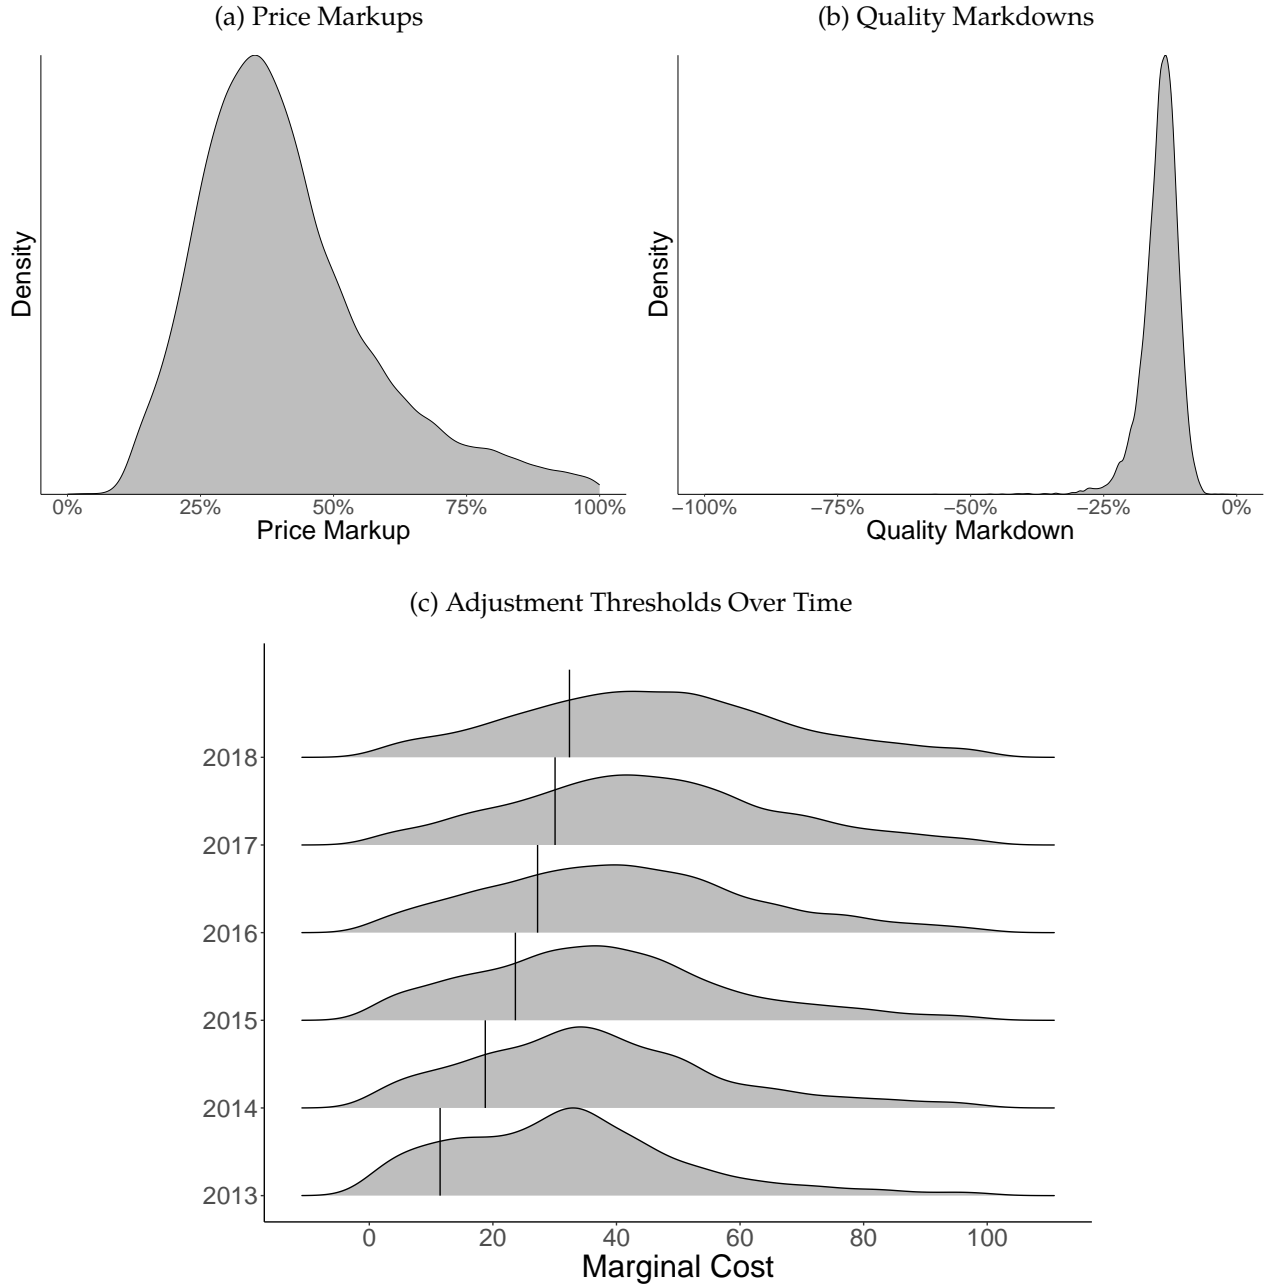 (a) Price Markups
Density
0% 25% 50% 75% 100%
Price Markup
(b) Quality Markdowns
Density
−100% −75% −50% −25% 0%
Quality Markdown
(c) Adjustment Thresholds Over Time
2018
2017
2016
2015
2014
2013
0 20 40 60 80 100
Marginal Cost